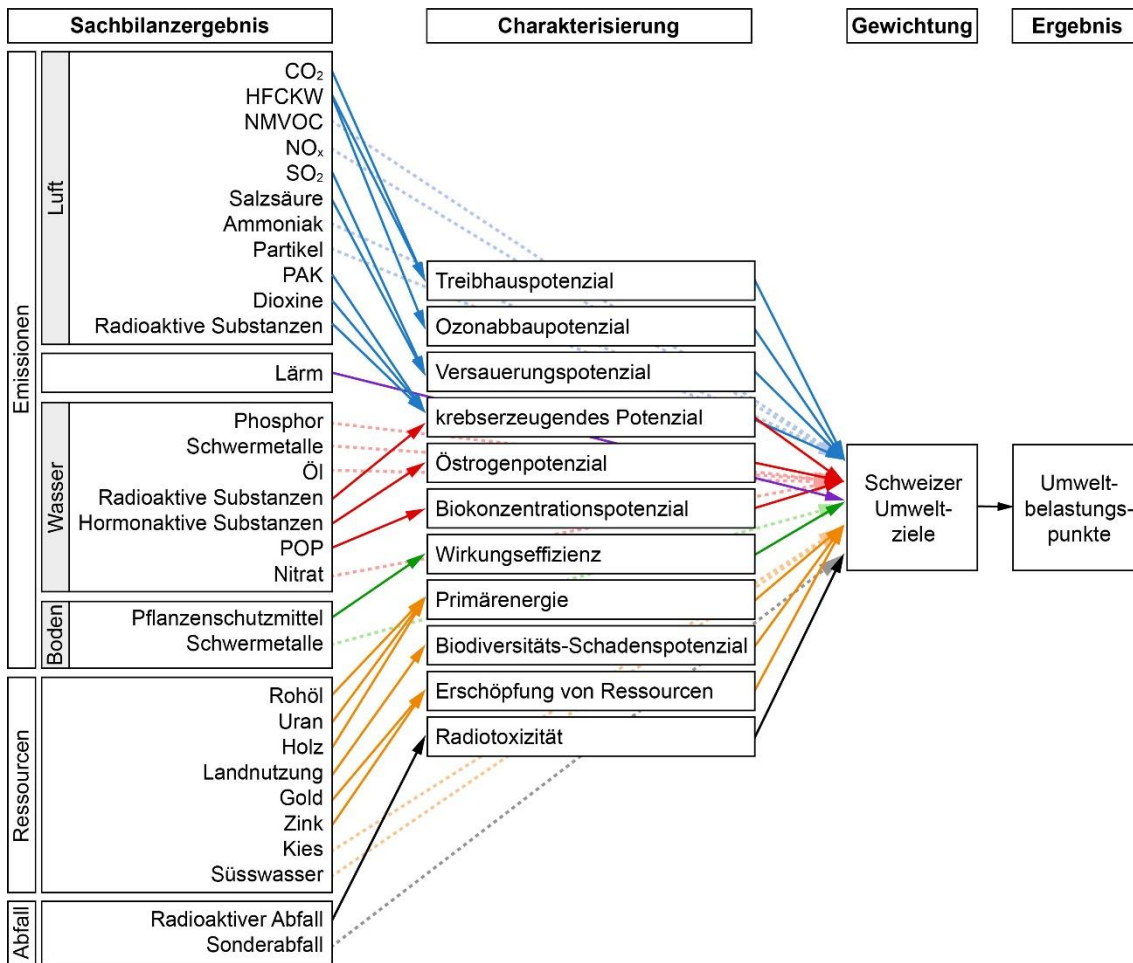 Sachbilanzergebnis
Charakterisierung
Gewichtung
Ergebnis
Emissionen
Luft
CO₂
HFCKW
NMVOC
NOₓ
SO₂
Salzsäure
Ammoniak
Partikel
PAK
Dioxine
Radioaktive Substanzen
Lärm
Wasser
Phosphor
Schwermetalle
Öl
Radioaktive Substanzen
Hormonaktive Substanzen
POP
Nitrat
Boden
Pflanzenschutzmittel
Schwermetalle
Ressourcen
Rohöl
Uran
Holz
Landnutzung
Gold
Zink
Kies
Süsswasser
Abfall
Radioaktiver Abfall
Sonderabfall
Treibhauspotenzial
Ozonabbaupotenzial
Versauerungspotenzial
krebserzeugendes Potenzial
Östrogenpotenzial
Biokonzentrationspotenzial
Wirkungseffizienz
Primärenergie
Biodiversitäts-Schadenspotenzial
Erschöpfung von Ressourcen
Radiotoxizität
Schweizer
Umwelt-
ziele
Umwelt-
belastungs-
punkte